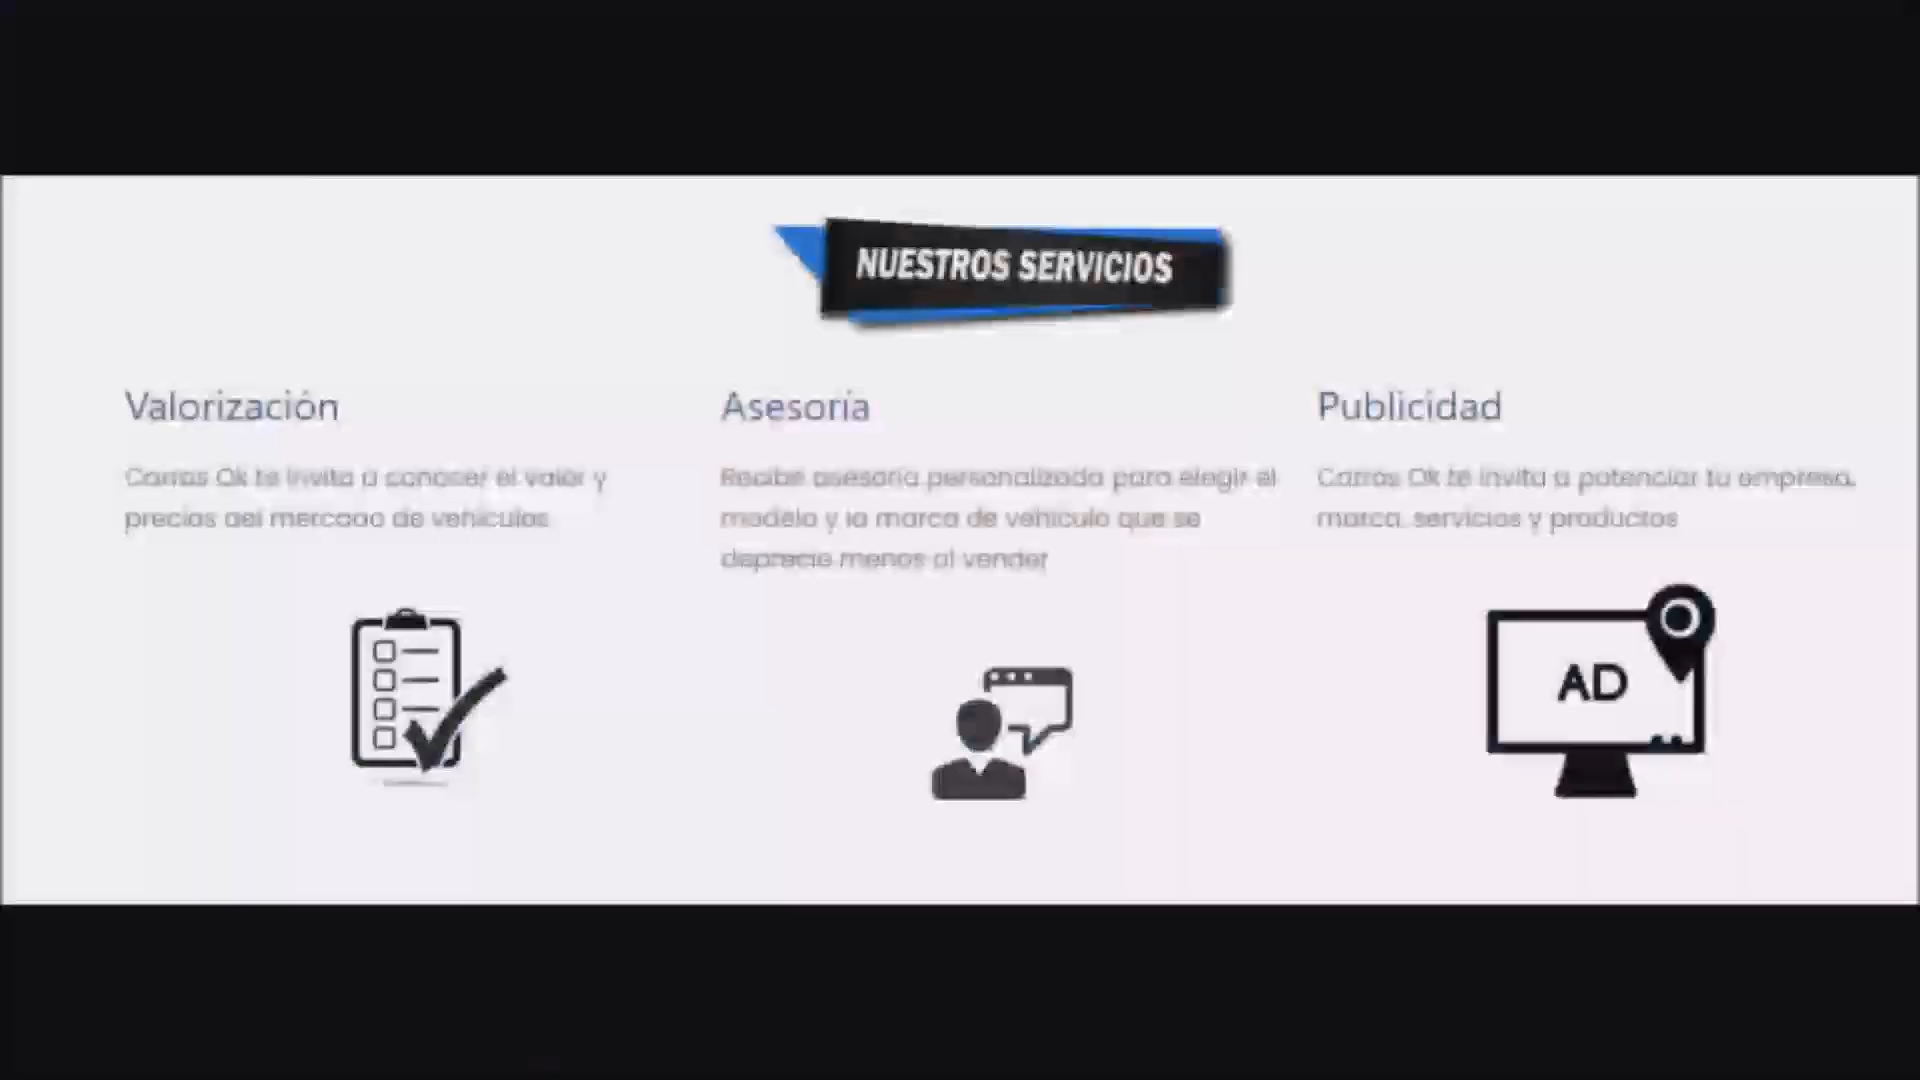 NUESTROS SERVICIOS
Valorización
Carros Ok te invita a conocer el valor y
precios del mercado de vehículos
Asesoría
Recibe asesoría personalizada para elegir el
modelo y la marca de vehículo que se
deprecie menos al vender
Publicidad
Carros Ok te invita a potenciar tu empresa,
marca, servicios y productos
AD